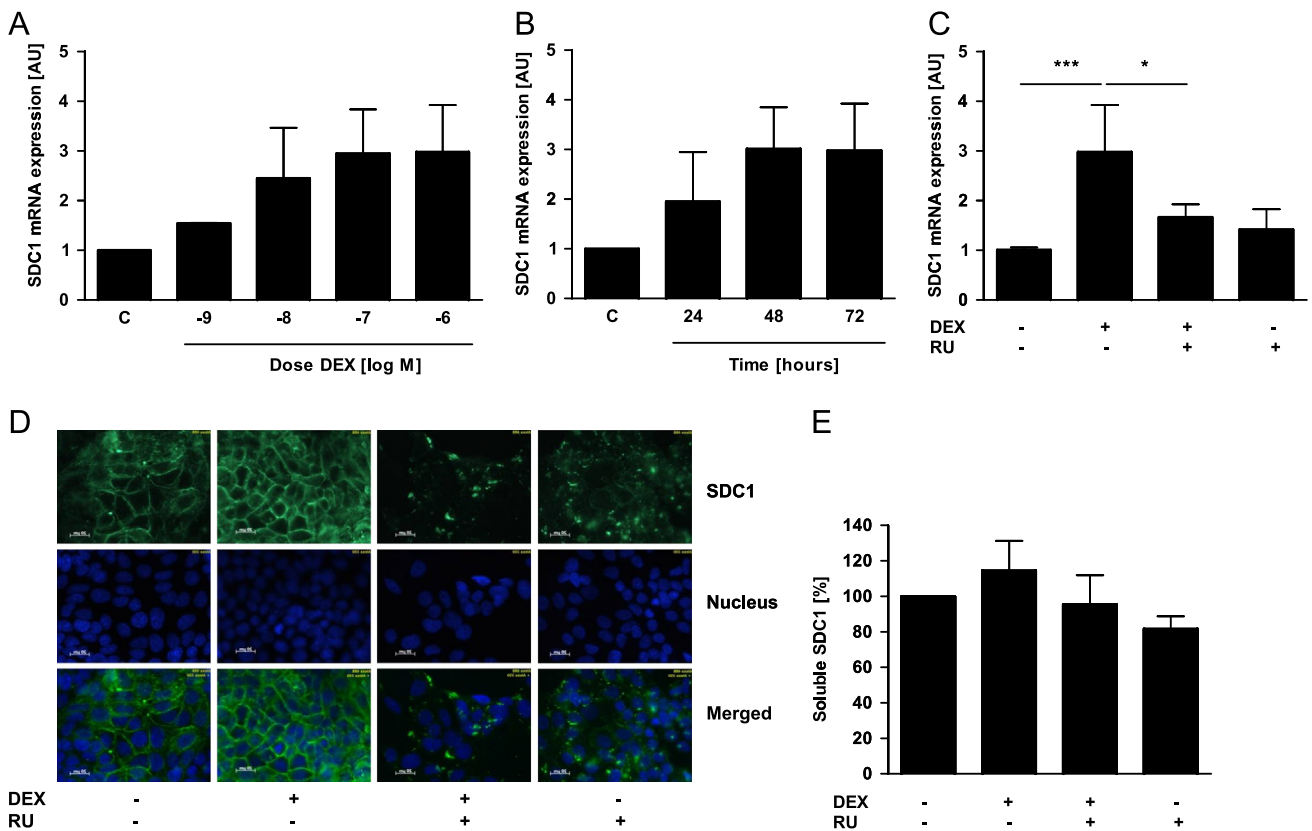 A
SDC1 mRNA expression [AU]
5
4
3
2
1
0
C -9 -8 -7 -6
Dose DEX [log M]
B
SDC1 mRNA expression [AU]
5
4
3
2
1
0
C 24 48 72
Time [hours]
C
SDC1 mRNA expression [AU]
5
4
3
2
1
0
*** *
DEX - + + -
RU - - + +
D
SDC1
Nucleus
Merged
DEX - + + -
RU - - + +
E
Soluble SDC1 [%]
140
120
100
80
60
40
20
0
DEX - + + -
RU - - + +